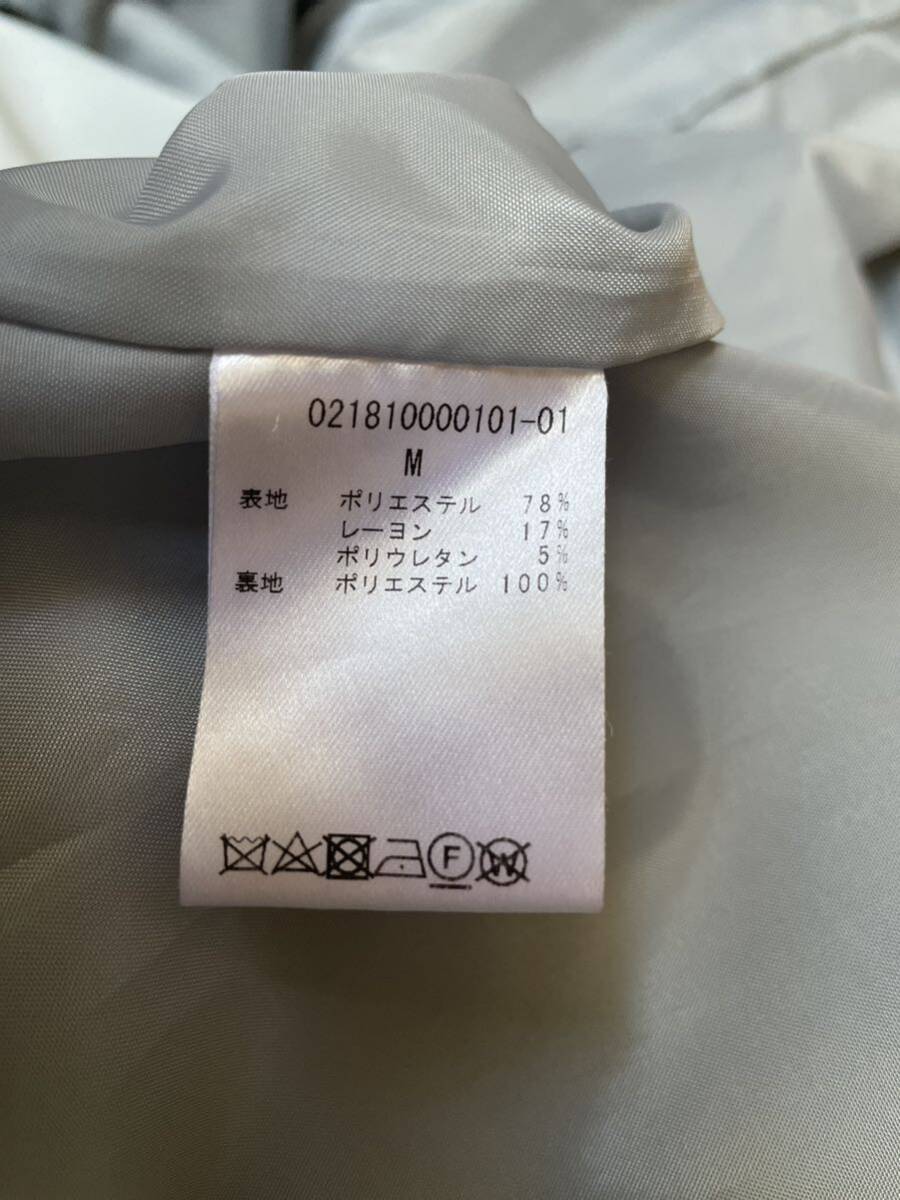 021810000101-01
M
表地 ポリエステル 78%
レーヨン 17%
ポリウレタン 5%
裏地 ポリエステル 100%
F W